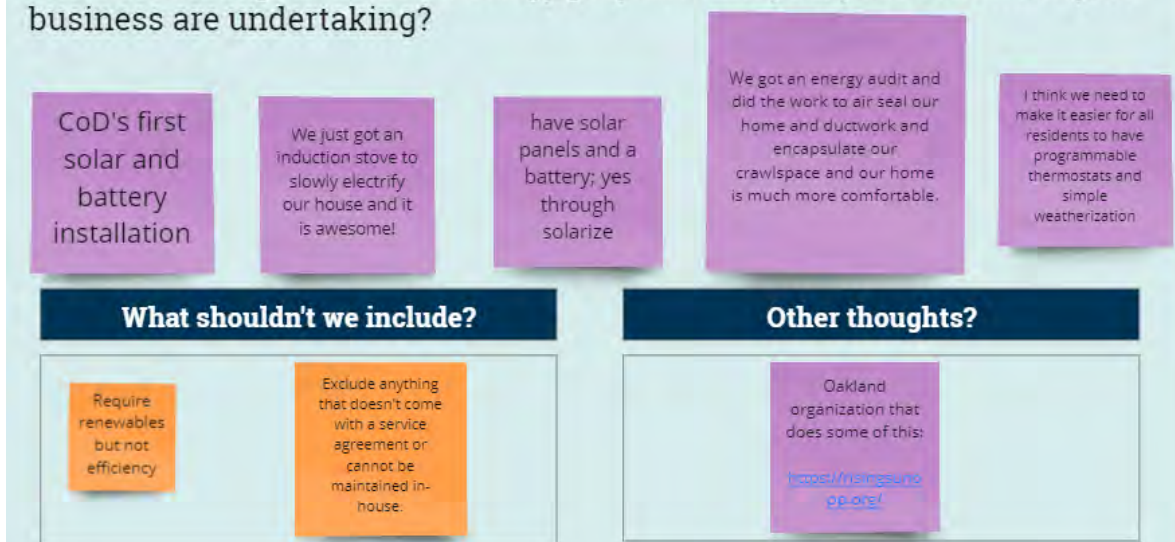 business are undertaking?
CoD's first
solar and
battery
installation
We just got an
induction stove to
slowly electrify
our house and it
is awesome!
have solar
panels and a
battery; yes
through
solarize
We got an energy audit and
did the work to air seal our
home and ductwork and
encapsulate our
crawlspace and our home
is much more comfortable.
I think we need to
make it easier for all
residents to have
programmable
thermostats and
simple
weatherization
What shouldn't we include?
Other thoughts?
Require
renewables
but not
efficiency
Exclude anything
that doesn't come
with a service
agreement or
cannot be
maintained in-
house.
Oakland
organization that
does some of this:
https://risingsuno
pp.org/